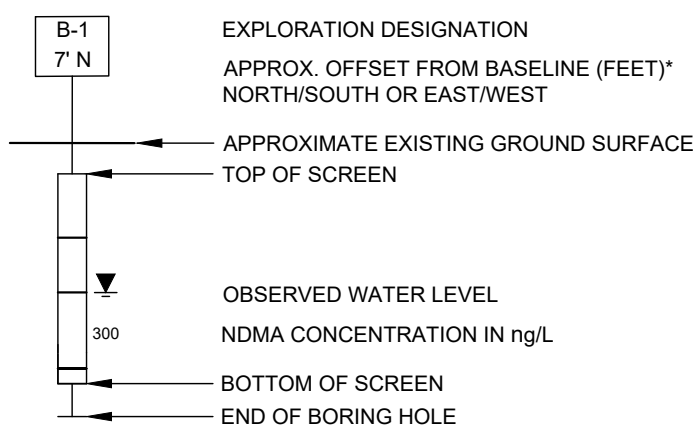 B-1
7' N
EXPLORATION DESIGNATION
APPROX. OFFSET FROM BASELINE (FEET)*
NORTH/SOUTH OR EAST/WEST
APPROXIMATE EXISTING GROUND SURFACE
TOP OF SCREEN
OBSERVED WATER LEVEL
300
NDMA CONCENTRATION IN ng/L
BOTTOM OF SCREEN
END OF BORING HOLE